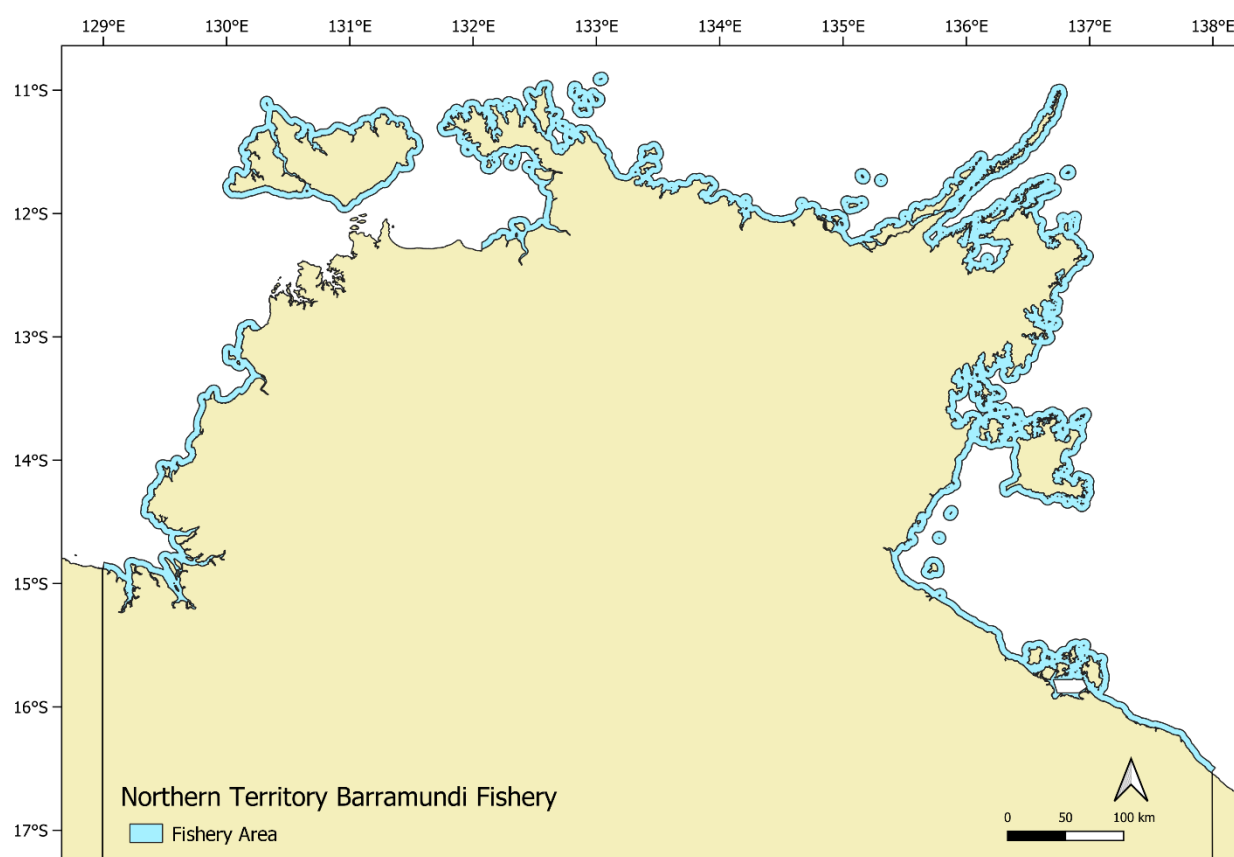 129°E 130°E 131°E 132°E 133°E 134°E 135°E 136°E 137°E 138°E
11°S
12°S
13°S
14°S
15°S
16°S
17°S
Northern Territory Barramundi Fishery
Fishery Area
0 50 100 km